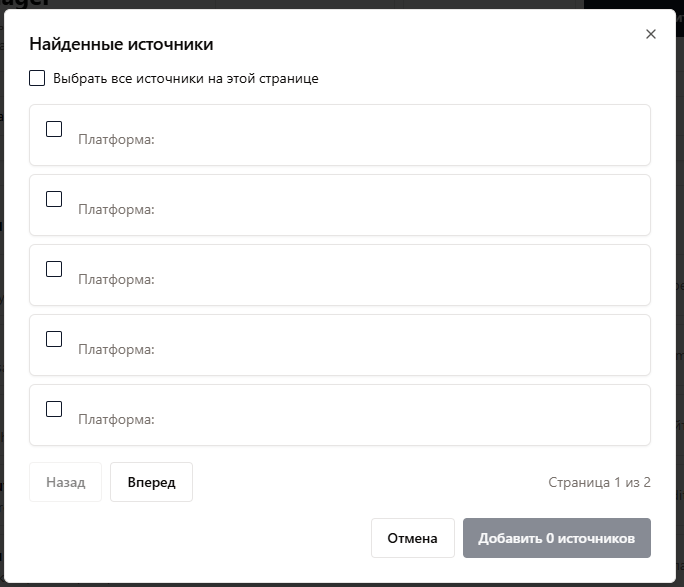 Найденные источники
Выбрать все источники на этой странице
Платформа:
Платформа:
Платформа:
Платформа:
Платформа:
Назад
Вперед
Страница 1 из 2
Отмена
Добавить 0 источников